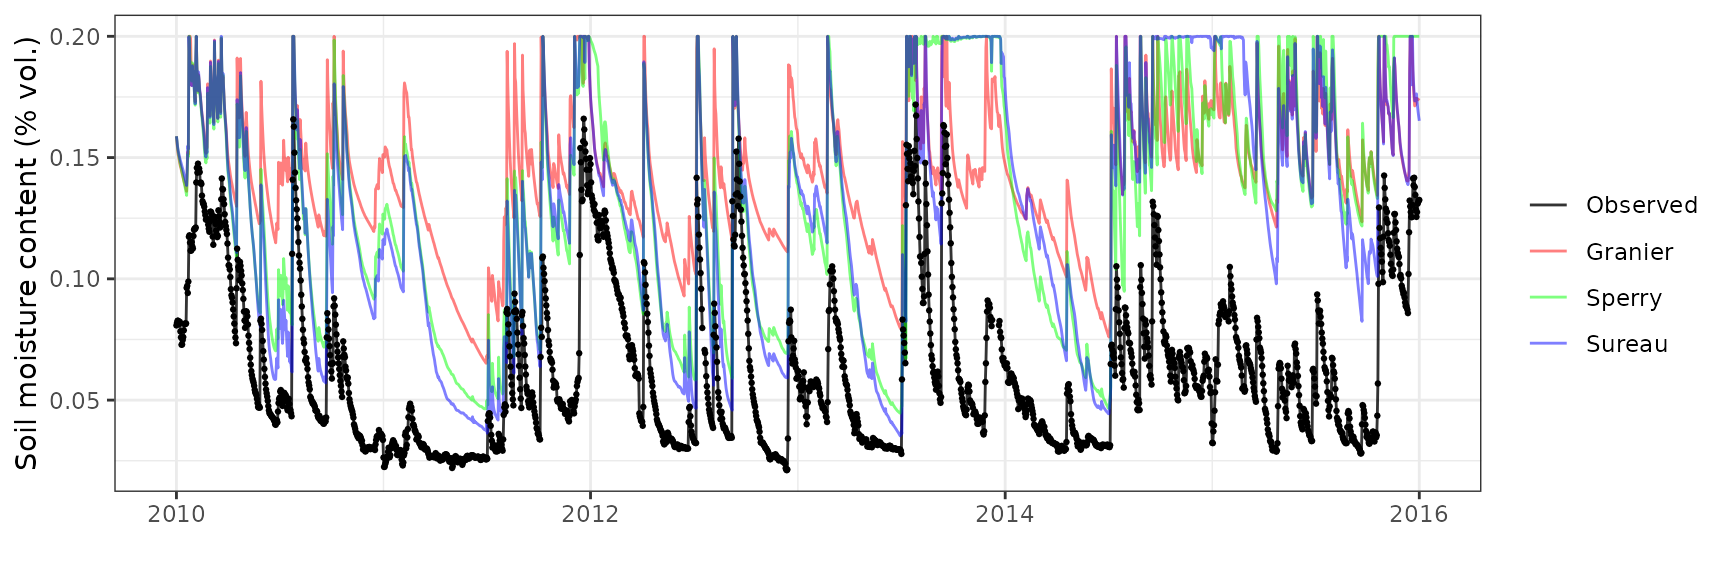 Soil moisture content (% vol.)
0.20
0.15
0.10
0.05
2010
2012
2014
2016
Observed
Granier
Sperry
Sureau